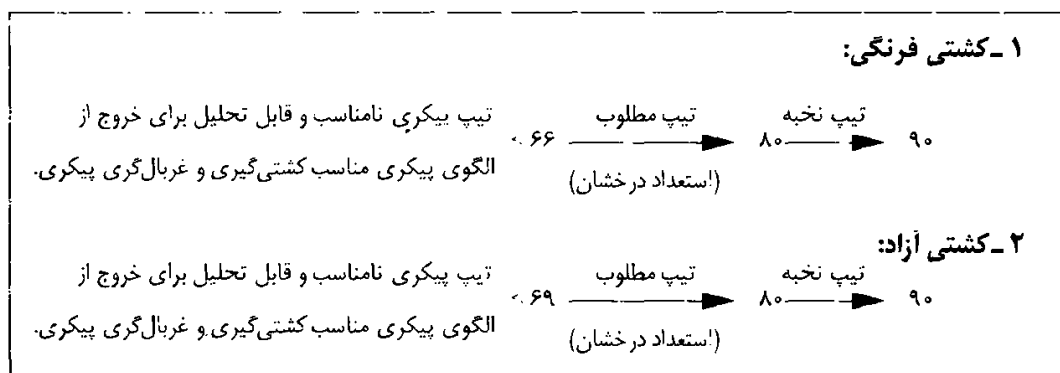 ۱ ـ کشتی فرنگی:
تیپ پیکری نامناسب و قابل تحلیل برای خروج از
الگوی پیکری مناسب کشتی‌گیری و غربال‌گری پیکری.
< ۶۶
تیپ مطلوب
(استعداد درخشان)
۸۰
تیپ نخبه
۹۰
۲ ـ کشتی آزاد:
تیپ پیکری نامناسب و قابل تحلیل برای خروج از
الگوی پیکری مناسب کشتی‌گیری و غربال‌گری پیکری.
< ۶۹
تیپ مطلوب
(استعداد درخشان)
۸۰
تیپ نخبه
۹۰